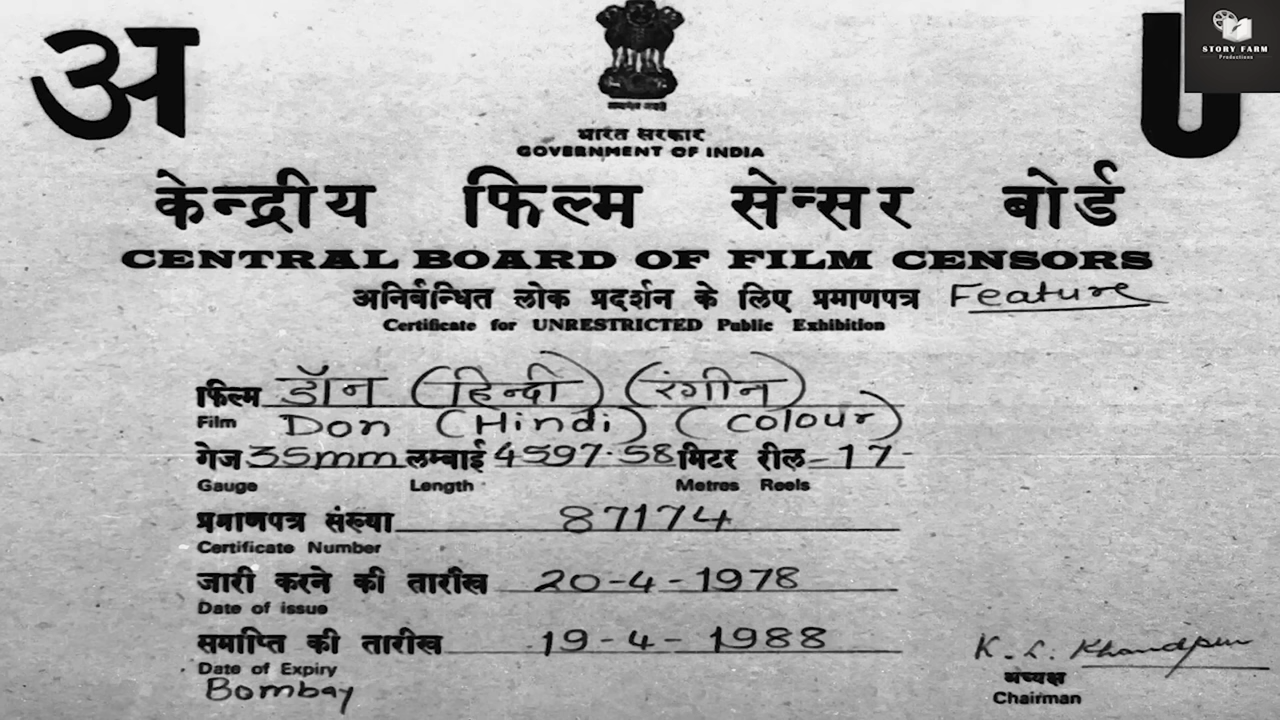 अ
U
STORY FARM
Productions
सत्यमेव जयते
भारत सरकार
GOVERNMENT OF INDIA
केन्द्रीय फिल्म सेन्सर बोर्ड
CENTRAL BOARD OF FILM CENSORS
अनिर्बन्धित लोक प्रदर्शन के लिए प्रमाणपत्र Feature
Certificate for UNRESTRICTED Public Exhibition
फिल्म डॉन (हिन्दी) (रंगीन)
Film Don (Hindi) (colour)
गेज 35mm लम्बाई 4597.58 मिटर रील -17-
Gauge Length Metres Reels
प्रमाणपत्र संख्या 87174
Certificate Number
जारी करने की तारीख 20-4-1978
Date of issue
समाप्ति की तारीख 19-4-1988
Date of Expiry
Bombay
K. L. Khandpur
अध्यक्ष
Chairman